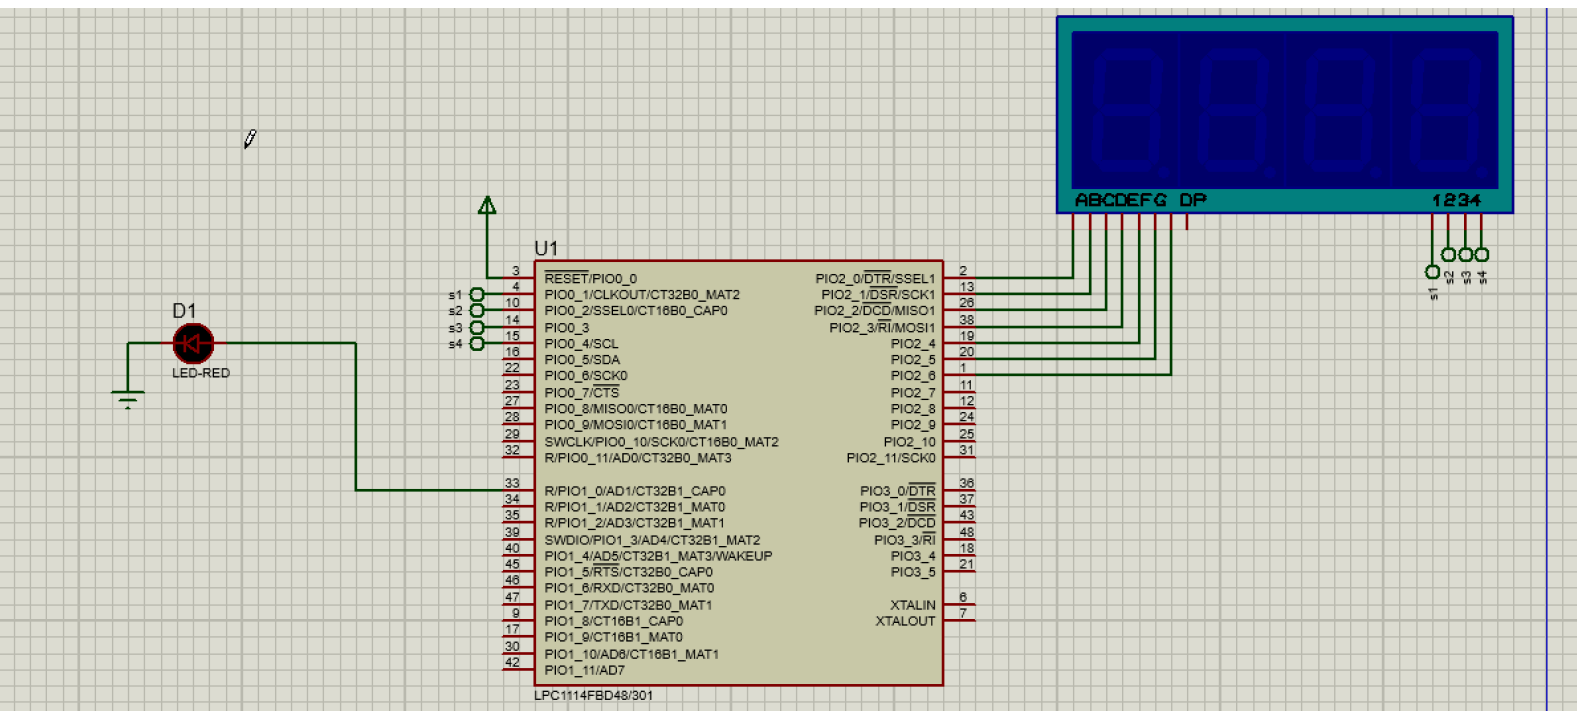 ABCDEFG DP
1234
s1
s2
s3
s4
U1
3
RESET/PIO0_0
s1
4
PIO0_1/CLKOUT/CT32B0_MAT2
s2
10
PIO0_2/SSEL0/CT16B0_CAP0
s3
14
PIO0_3
s4
15
PIO0_4/SCL
16
PIO0_5/SDA
22
PIO0_6/SCK0
23
PIO0_7/CTS
27
PIO0_8/MISO0/CT16B0_MAT0
28
PIO0_9/MOSI0/CT16B0_MAT1
29
SWCLK/PIO0_10/SCK0/CT16B0_MAT2
32
R/PIO0_11/AD0/CT32B0_MAT3
33
R/PIO1_0/AD1/CT32B1_CAP0
34
R/PIO1_1/AD2/CT32B1_MAT0
35
R/PIO1_2/AD3/CT32B1_MAT1
39
SWDIO/PIO1_3/AD4/CT32B1_MAT2
40
PIO1_4/AD5/CT32B1_MAT3/WAKEUP
45
PIO1_5/RTS/CT32B0_CAP0
46
PIO1_6/RXD/CT32B0_MAT0
47
PIO1_7/TXD/CT32B0_MAT1
9
PIO1_8/CT16B1_CAP0
17
PIO1_9/CT16B1_MAT0
30
PIO1_10/AD6/CT16B1_MAT1
42
PIO1_11/AD7
PIO2_0/DTR/SSEL1
2
PIO2_1/DSR/SCK1
13
PIO2_2/DCD/MISO1
26
PIO2_3/RI/MOSI1
38
PIO2_4
19
PIO2_5
20
PIO2_6
1
PIO2_7
11
PIO2_8
12
PIO2_9
24
PIO2_10
25
PIO2_11/SCK0
31
PIO3_0/DTR
36
PIO3_1/DSR
37
PIO3_2/DCD
43
PIO3_3/RI
48
PIO3_4
18
PIO3_5
21
XTALIN
6
XTALOUT
7
LPC1114FBD48/301
D1
LED-RED